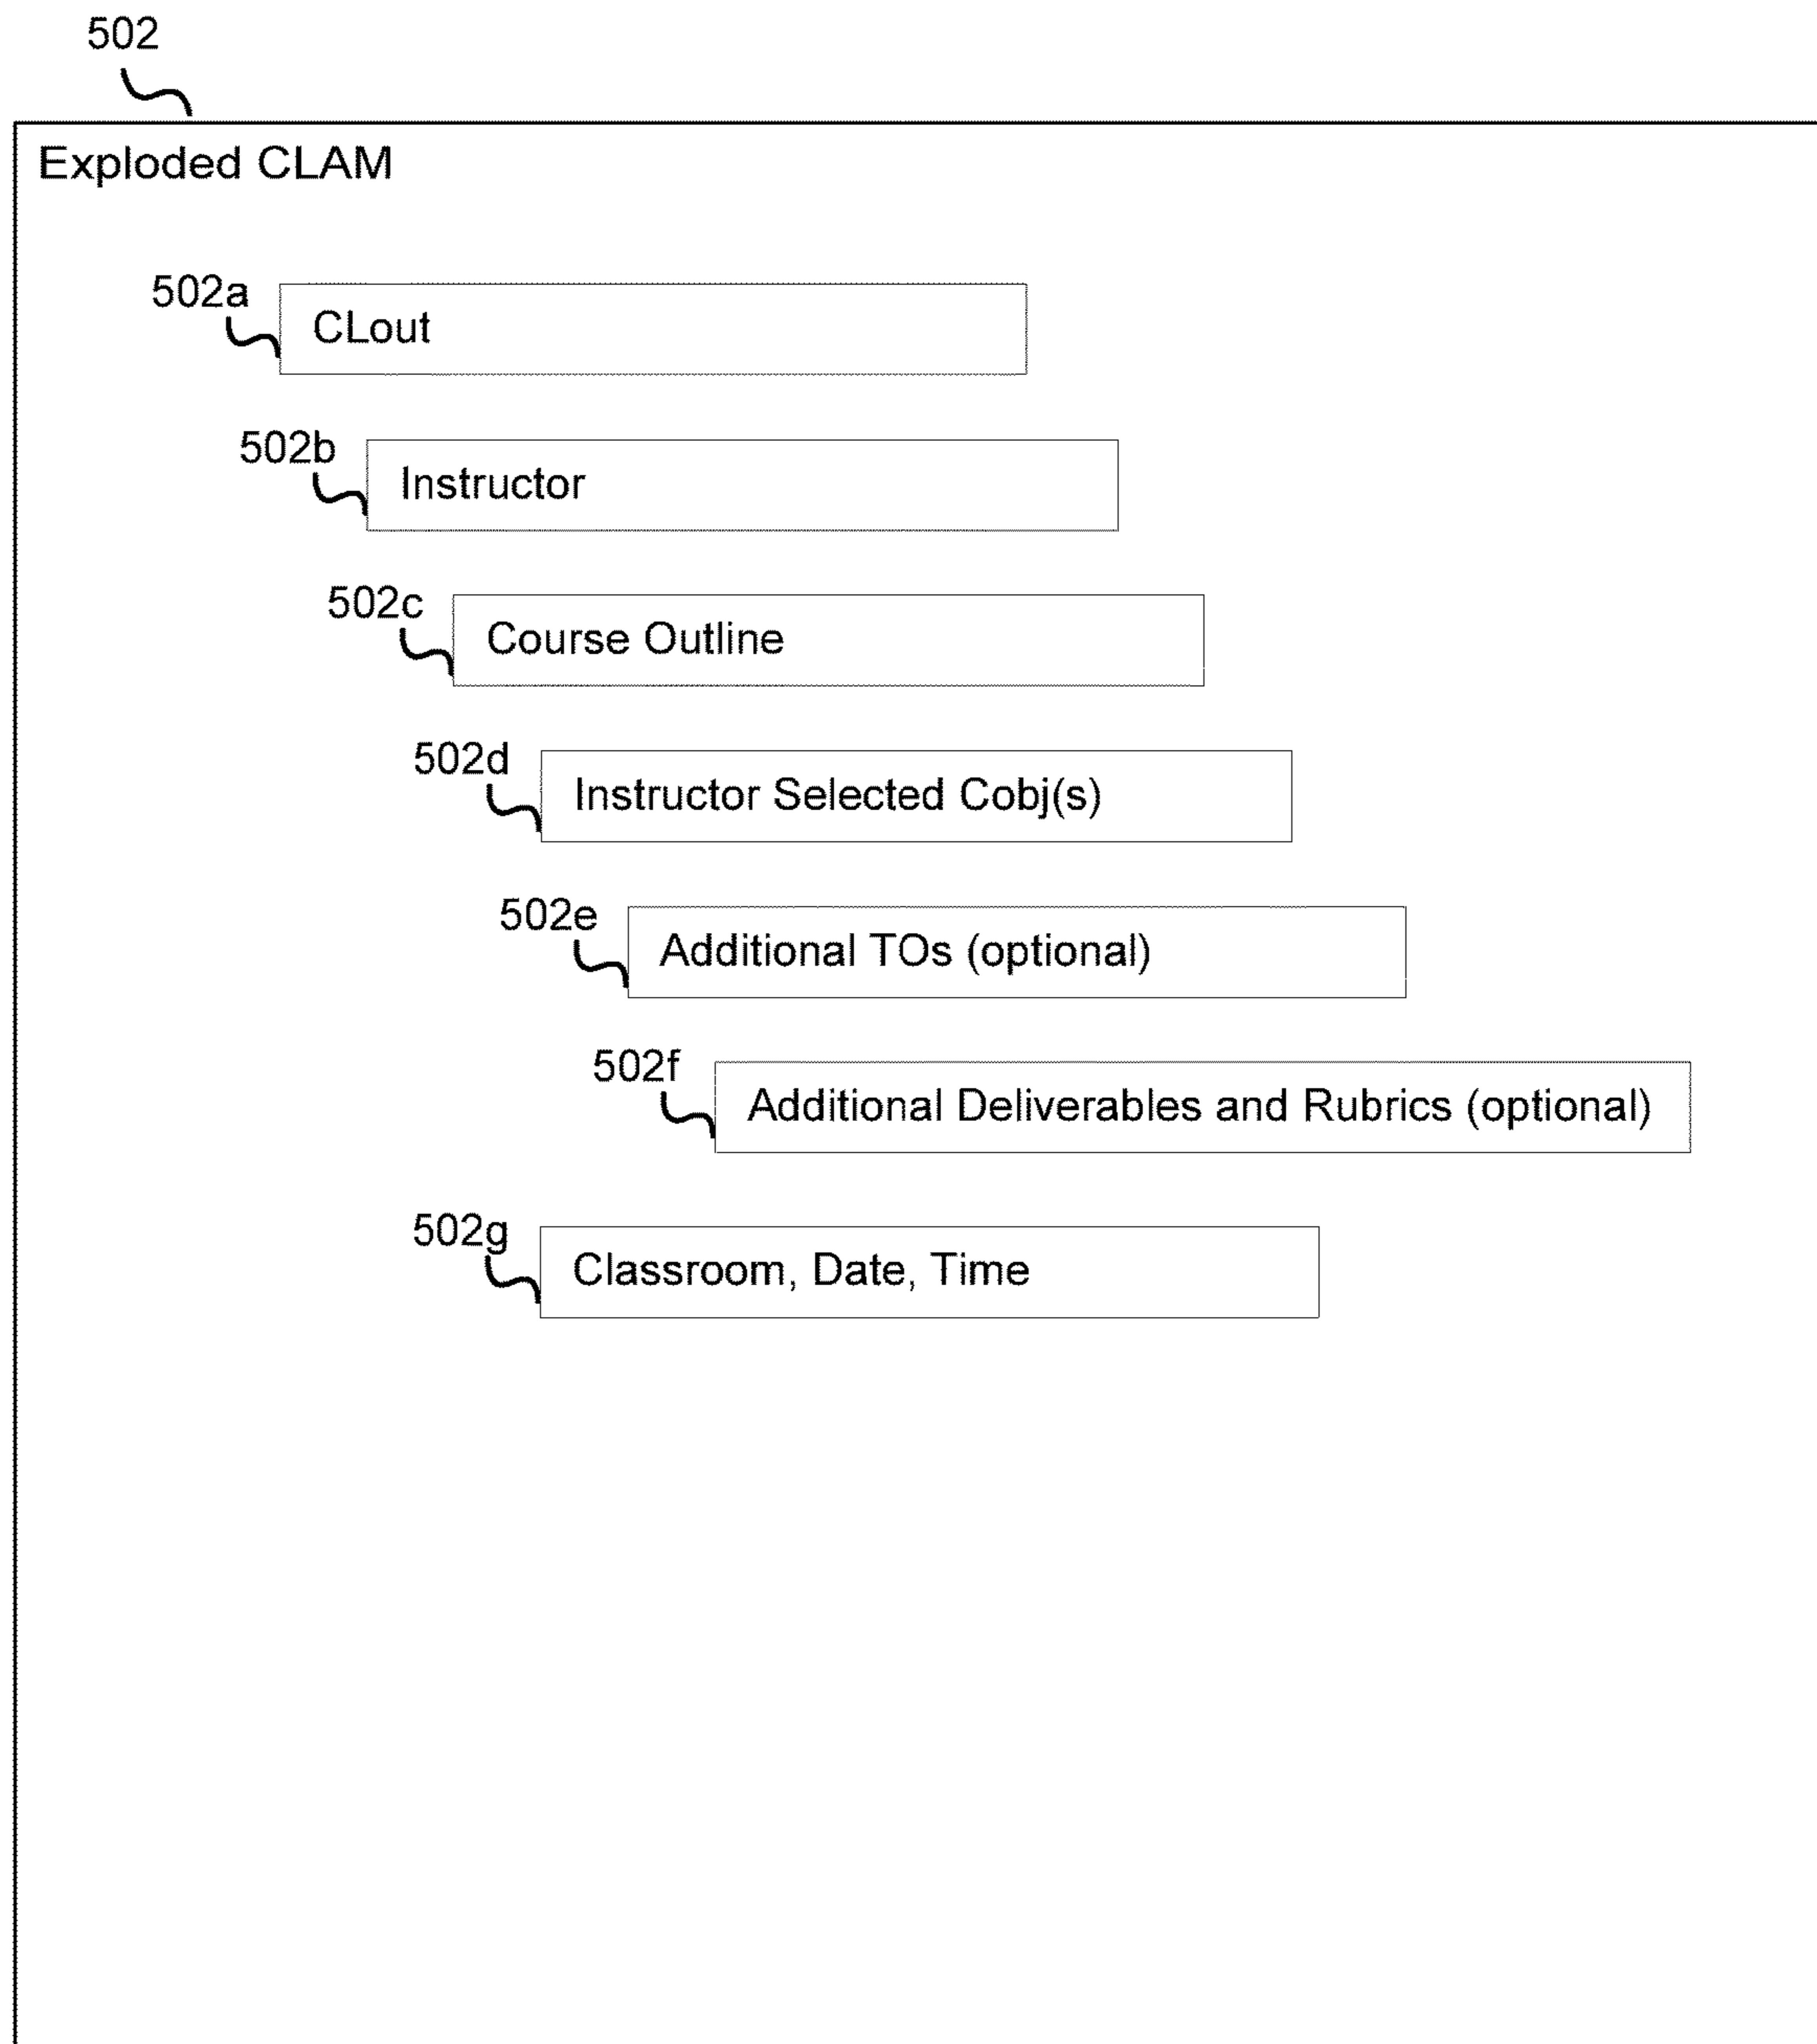 502
Exploded CLAM
502a
CLout
502b
Instructor
502c
Course Outline
502d
Instructor Selected Cobj(s)
502e
Additional TOs (optional)
502f
Additional Deliverables and Rubrics (optional)
502g
Classroom, Date, Time